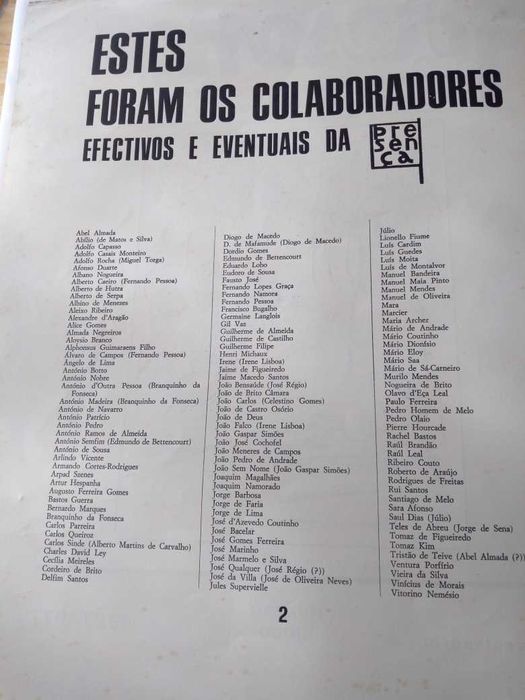 ESTES
FORAM OS COLABORADORES
EFECTIVOS E EVENTUAIS DA presença
Abel Almada
Abílio (de Matos e Silva)
Adolfo Capasso
Adolfo Casais Monteiro
Adolfo Rocha (Miguel Torga)
Afonso Duarte
Albano Nogueira
Alberto Caeiro (Fernando Pessoa)
Alberto de Hutra
Alberto de Serpa
Albino de Meneses
Aleixo Ribeiro
Alexandre d'Aragão
Alice Gomes
Almada Negreiros
Aloysio Branco
Alphonsus Guimaraens Filho
Álvaro de Campos (Fernando Pessoa)
Ângelo de Lima
António Botto
António Nobre
António d'Outra Pessoa (Branquinho da
Fonseca)
António Madeira (Branquinho da Fonseca)
António de Navarro
António Patrício
António Pedro
António Ramos de Almeida
António Semfim (Edmundo de Bettencourt)
António de Sousa
Arlindo Vicente
Armando Cortes-Rodrigues
Arpad Szenes
Artur Hespanha
Augusto Ferreira Gomes
Bastos Guerra
Bernardo Marques
Branquinho da Fonseca
Carlos Parreira
Carlos Queiroz
Carlos Sinde (Alberto Martins de Carvalho)
Charles David Ley
Cecília Meireles
Cordeiro de Brito
Delfim Santos
Diogo de Macedo
D. de Mafamude (Diogo de Macedo)
Dordio Gomes
Edmundo de Bettencourt
Eduardo Lobo
Eudoro de Sousa
Fausto José
Fernando Lopes Graça
Fernando Namora
Fernando Pessoa
Francisco Bugalho
Germaine Langlois
Gil Vaz
Guilherme de Almeida
Guilherme de Castilho
Guilherme Filipe
Henri Michaux
Irene (Irene Lisboa)
Jaime de Figueiredo
Jaime Macedo Santos
João Bensaúde (José Régio)
João de Brito Câmara
João Carlos (Celestino Gomes)
João de Castro Osório
João de Deus
João Falco (Irene Lisboa)
João Gaspar Simões
João José Cochofel
João Meneres de Campos
João Pedro de Andrade
João Sem Nome (João Gaspar Simões)
Joaquim Magalhães
Joaquim Namorado
Jorge Barbosa
Jorge de Faria
Jorge de Lima
José d'Azevedo Coutinho
José Bacelar
José Gomes Ferreira
José Marinho
José Marmelo e Silva
José Qualquer (José Régio (?))
José da Villa (José de Oliveira Neves)
Jules Supervielle
Júlio
Lionello Fiume
Luís Cardim
Luís Guedes
Luís Moita
Luís de Montalvor
Manuel Bandeira
Manuel Maia Pinto
Manuel Mendes
Manuel de Oliveira
Mara
Marcier
Maria Archer
Mário de Andrade
Mário Coutinho
Mário Dionísio
Mário Eloy
Mário Saa
Mário de Sá-Carneiro
Murilo Mendes
Nogueira de Brito
Olavo d'Eça Leal
Paulo Ferreira
Pedro Homem de Melo
Pedro Olaio
Pierre Hourcade
Rachel Bastos
Raúl Brandão
Raúl Leal
Ribeiro Couto
Roberto de Araújo
Rodrigues de Freitas
Rui Santos
Santiago de Melo
Sara Afonso
Saul Dias (Júlio)
Teles de Abreu (Jorge de Sena)
Tomaz de Figueiredo
Tomaz Kim
Tristão de Teive (Abel Almada (?))
Ventura Porfírio
Vieira da Silva
Vinícius de Morais
Vitorino Nemésio
2